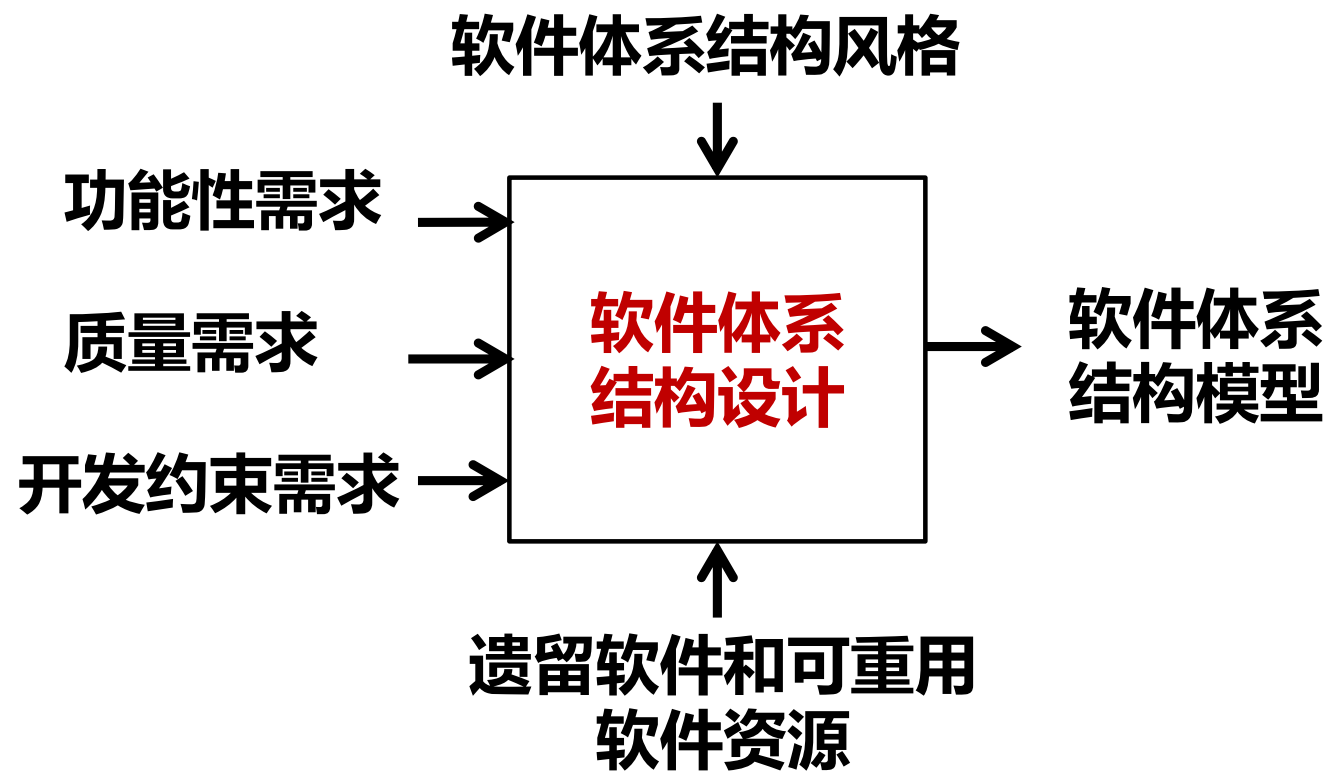 软件体系结构风格
功能性需求
质量需求
开发约束需求
软件体系
结构设计
软件体系
结构模型
遗留软件和可重用
软件资源